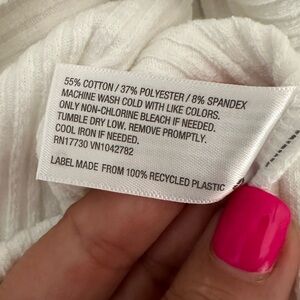 55% COTTON / 37% POLYESTER / 8% SPANDEX
MACHINE WASH COLD WITH LIKE COLORS.
ONLY NON-CHLORINE BLEACH IF NEEDED.
TUMBLE DRY LOW. REMOVE PROMPTLY.
COOL IRON IF NEEDED.
RN17730 VN1042782
LABEL MADE FROM 100% RECYCLED PLASTIC